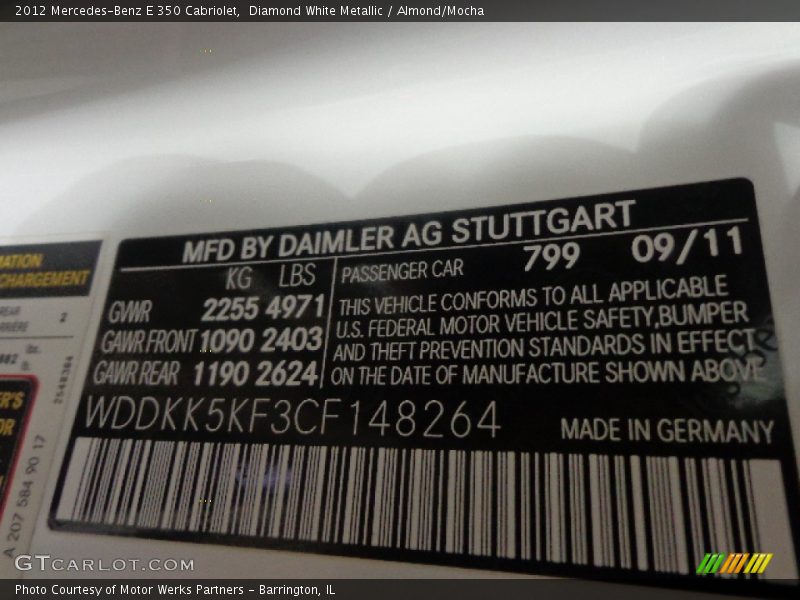 2012 Mercedes-Benz E 350 Cabriolet,  Diamond White Metallic / Almond/Mocha
MFD BY DAIMLER AG STUTTGART
KG LBS
GVWR 2255 4971
GAWR FRONT 1090 2403
GAWR REAR 1190 2624
PASSENGER CAR 799 09/11
THIS VEHICLE CONFORMS TO ALL APPLICABLE
U.S. FEDERAL MOTOR VEHICLE SAFETY,BUMPER
AND THEFT PREVENTION STANDARDS IN EFFECT
ON THE DATE OF MANUFACTURE SHOWN ABOVE
WDDKK5KF3CF148264
MADE IN GERMANY
CHARGEMENT
2
A 207 584 90 17
GTCARLOT.COM
Photo Courtesy of Motor Werks Partners - Barrington, IL